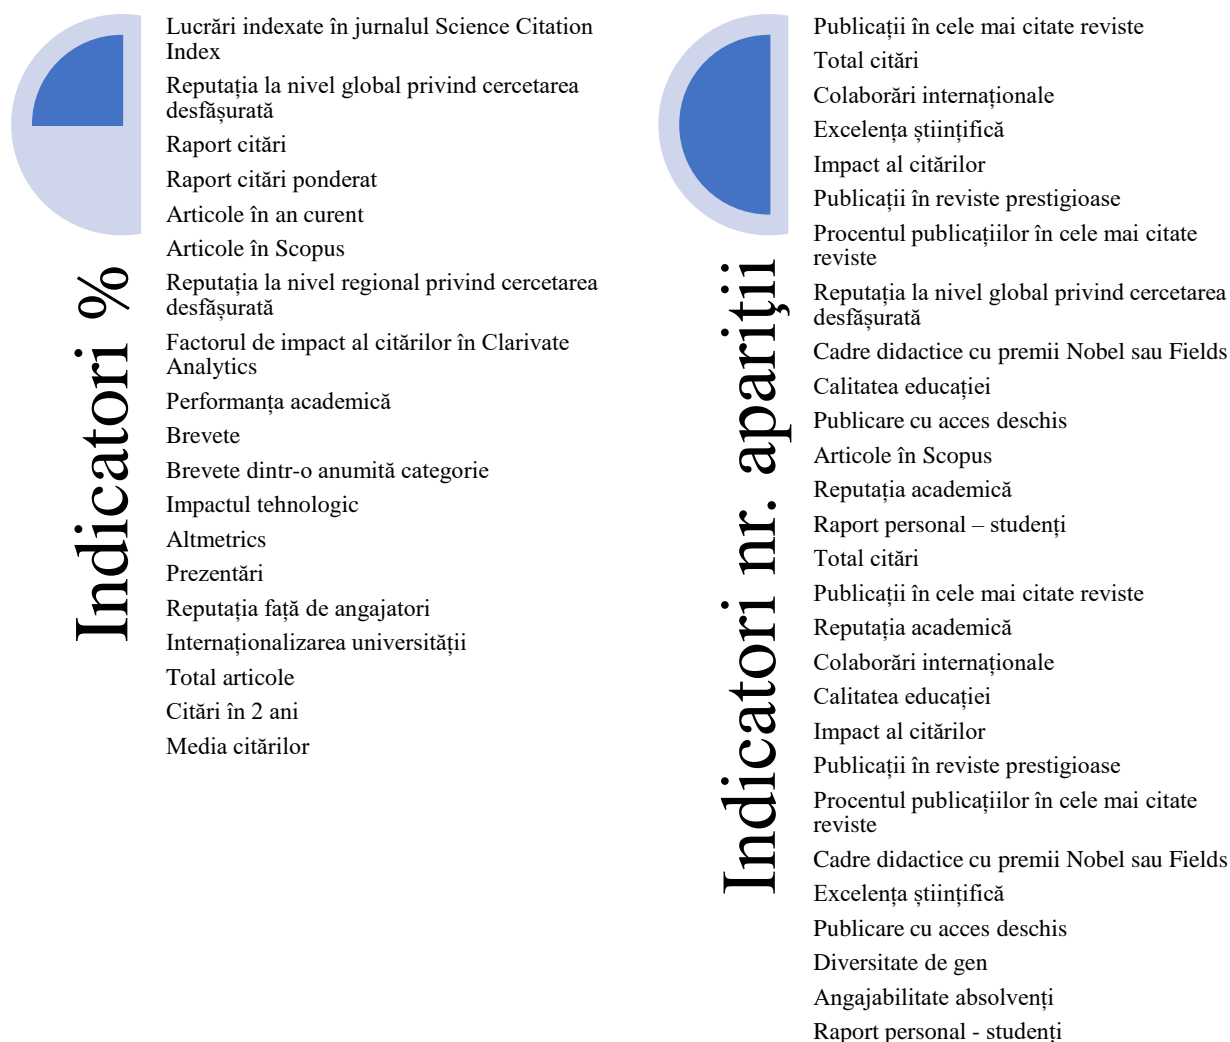 Indicatori %
Lucrări indexate în jurnalul Science Citation
Index
Reputația la nivel global privind cercetarea
desfășurată
Raport citări
Raport citări ponderat
Articole în an curent
Articole în Scopus
Reputația la nivel regional privind cercetarea
desfășurată
Factorul de impact al citărilor în Clarivate
Analytics
Performanța academică
Brevete
Brevete dintr-o anumită categorie
Impactul tehnologic
Altmetrics
Prezentări
Reputația față de angajatori
Internaționalizarea universității
Total articole
Citări în 2 ani
Media citărilor
Indicatori nr. apariţii
Publicații în cele mai citate reviste
Total citări
Colaborări internaționale
Excelența științifică
Impact al citărilor
Publicații în reviste prestigioase
Procentul publicațiilor în cele mai citate
reviste
Reputația la nivel global privind cercetarea
desfășurată
Cadre didactice cu premii Nobel sau Fields
Calitatea educației
Publicare cu acces deschis
Articole în Scopus
Reputația academică
Raport personal – studenți
Total citări
Publicații în cele mai citate reviste
Reputația academică
Colaborări internaționale
Calitatea educației
Impact al citărilor
Publicații în reviste prestigioase
Procentul publicațiilor în cele mai citate
reviste
Cadre didactice cu premii Nobel sau Fields
Excelența științifică
Publicare cu acces deschis
Diversitate de gen
Angajabilitate absolvenți
Raport personal - studenți